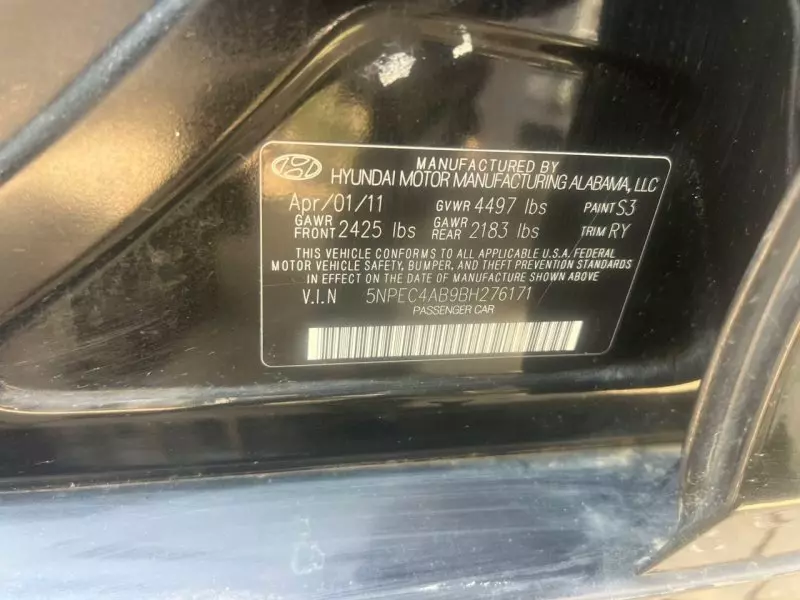 MANUFACTURED BY
HYUNDAI MOTOR MANUFACTURING ALABAMA, LLC
Apr/01/11 GVWR 4497 lbs PAINT S3
GAWR FRONT 2425 lbs GAWR REAR 2183 lbs TRIM RY
THIS VEHICLE CONFORMS TO ALL APPLICABLE U.S.A. FEDERAL
MOTOR VEHICLE SAFETY, BUMPER, AND THEFT PREVENTION STANDARDS
IN EFFECT ON THE DATE OF MANUFACTURE SHOWN ABOVE
V.I.N 5NPEC4AB9BH276171
PASSENGER CAR